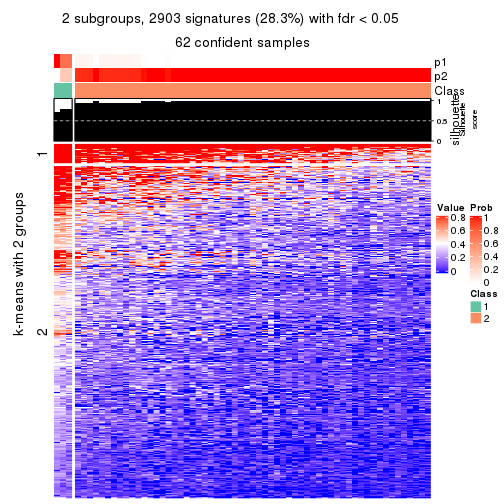 2 subgroups, 2903 signatures (28.3%) with fdr < 0.05
62 confident samples
p1
p2
Class
1
0.5
0
silhouette
Silhouette
score
k-means with 2 groups
1
2
Value
0.8
0.6
0.4
0.2
0
Prob
1
0.8
0.6
0.4
0.2
0
Class
1
2